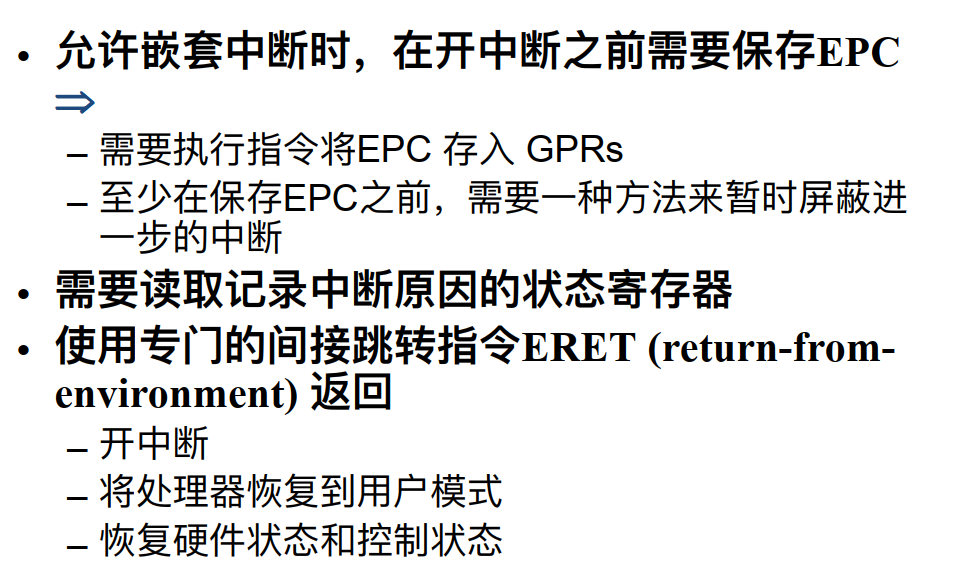 • 允许嵌套中断时，在开中断之前需要保存EPC
⇒
– 需要执行指令将EPC 存入 GPRs
– 至少在保存EPC之前，需要一种方法来暂时屏蔽进
一步的中断
• 需要读取记录中断原因的状态寄存器
• 使用专门的间接跳转指令ERET (return-from-
environment) 返回
– 开中断
– 将处理器恢复到用户模式
– 恢复硬件状态和控制状态